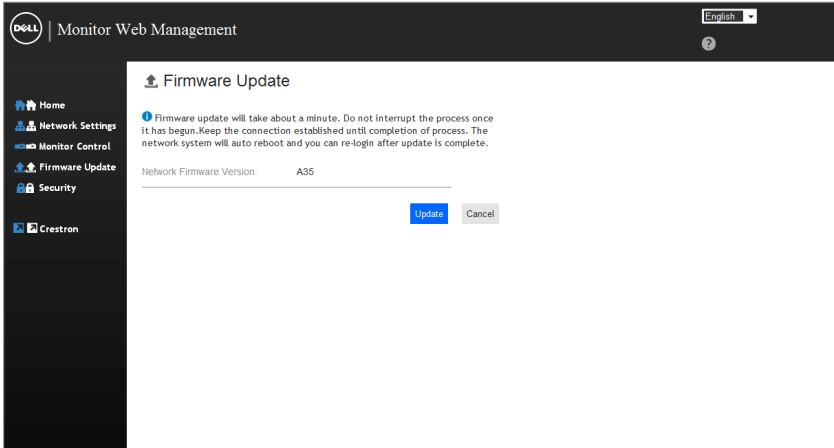 DELL
Monitor Web Management
English
?
Firmware Update
Home
Network Settings
Monitor Control
Firmware Update
Security
Crestron
Firmware update will take about a minute. Do not interrupt the process once
it has begun.Keep the connection established until completion of process. The
network system will auto reboot and you can re-login after update is complete.
Network Firmware Version: A35
Update Cancel